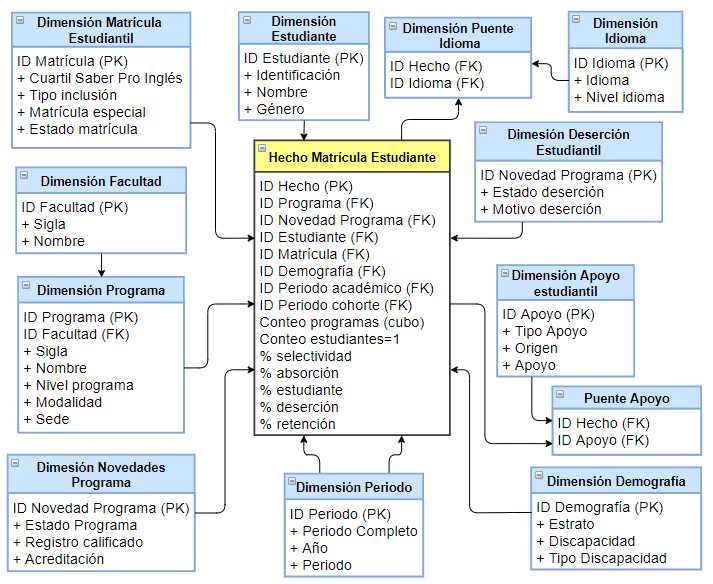 Dimensión Matrícula
Estudiantil
ID Matrícula (PK)
+ Cuartil Saber Pro Inglés
+ Tipo inclusión
+ Matrícula especial
+ Estado matrícula
Dimensión
Estudiante
ID Estudiante (PK)
+ Identificación
+ Nombre
+ Género
Dimensión Puente
Idioma
ID Hecho (FK)
ID Idioma (FK)
Dimensión
Idioma
ID Idioma (PK)
+ Idioma
+ Nivel idioma
Hecho Matrícula Estudiante
ID Hecho (PK)
ID Programa (FK)
ID Novedad Programa (FK)
ID Estudiante (FK)
ID Matrícula (FK)
ID Demografía (FK)
ID Periodo académico (FK)
ID Periodo cohorte (FK)
Conteo programas (cubo)
Conteo estudiantes=1
% selectividad
% absorción
% estudiante
% deserción
% retención
Dimesión Deserción
Estudiantil
ID Novedad Programa (PK)
+ Estado deserción
+ Motivo deserción
Dimensión Facultad
ID Facultad (PK)
+ Sigla
+ Nombre
Dimensión Programa
ID Programa (PK)
ID Facultad (FK)
+ Sigla
+ Nombre
+ Nivel programa
+ Modalidad
+ Sede
Dimensión Apoyo
estudiantil
ID Apoyo (PK)
+ Tipo Apoyo
+ Origen
+ Apoyo
Puente Apoyo
ID Hecho (FK)
ID Apoyo (FK)
Dimesión Novedades
Programa
ID Novedad Programa (PK)
+ Estado Programa
+ Registro calificado
+ Acreditación
Dimensión Periodo
ID Periodo (PK)
+ Periodo Completo
+ Año
+ Periodo
Dimensión Demografía
ID Demografía (PK)
+ Estrato
+ Discapacidad
+ Tipo Discapacidad